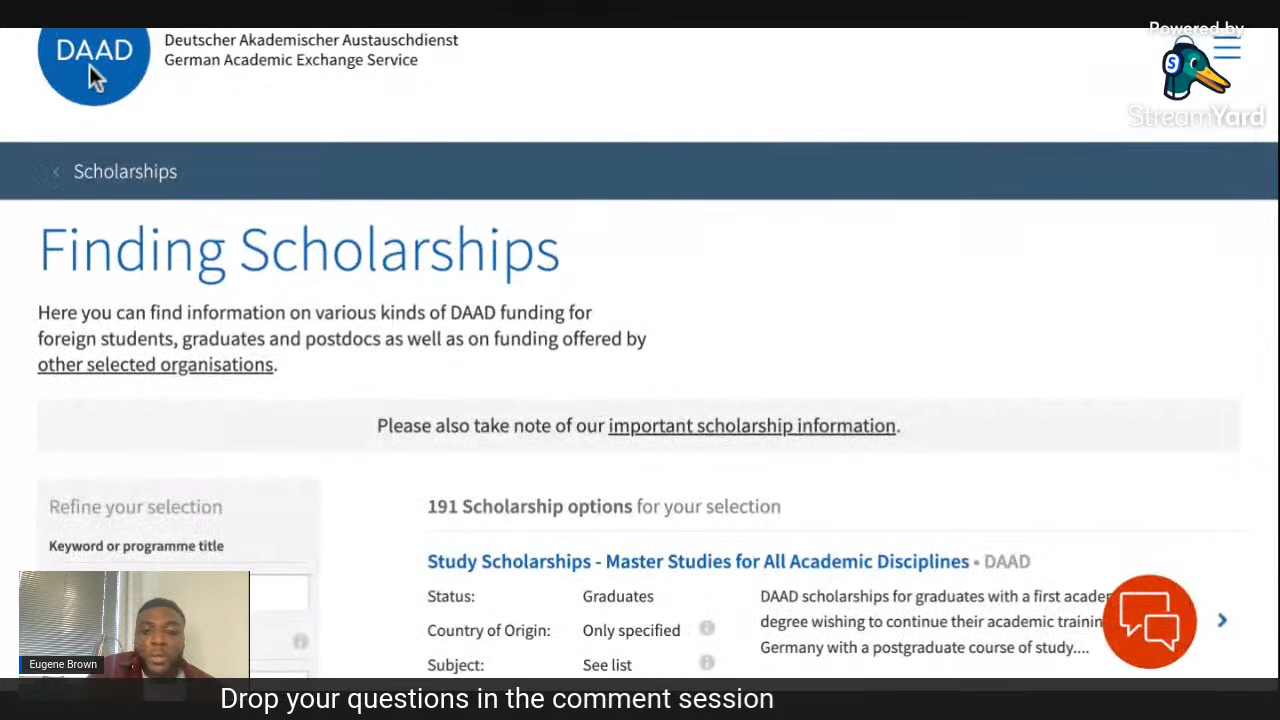 Powered by
StreamYard
DAAD
Deutscher Akademischer Austauschdienst
German Academic Exchange Service
Scholarships
Finding Scholarships
Here you can find information on various kinds of DAAD funding for
foreign students, graduates and postdocs as well as on funding offered by
other selected organisations.
Please also take note of our important scholarship information.
Refine your selection
Keyword or programme title
191 Scholarship options for your selection
Study Scholarships - Master Studies for All Academic Disciplines • DAAD
Status: Graduates
Country of Origin: Only specified
Subject: See list
DAAD scholarships for graduates with a first
degree wishing to continue their academic
Germany with a postgraduate course of study....
Eugene Brown
Drop your questions in the comment session